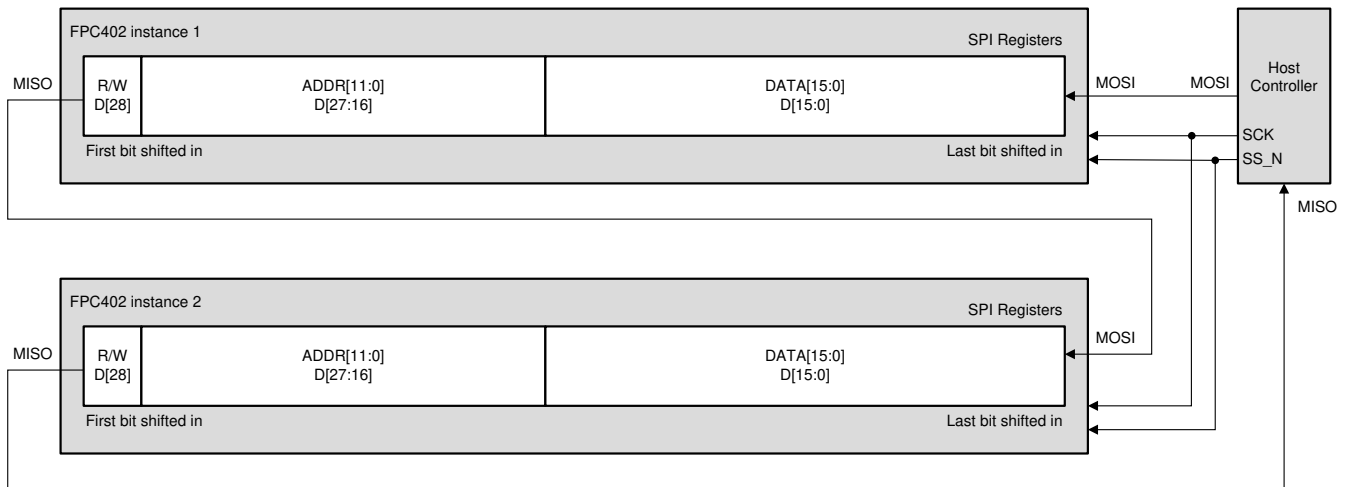 FPC402 instance 1
SPI Registers
MISO
R/W
D[28]
ADDR[11:0]
D[27:16]
DATA[15:0]
D[15:0]
MOSI
MOSI
Host
Controller
SCK
SS_N
First bit shifted in
Last bit shifted in
MISO
FPC402 instance 2
SPI Registers
MISO
R/W
D[28]
ADDR[11:0]
D[27:16]
DATA[15:0]
D[15:0]
MOSI
First bit shifted in
Last bit shifted in